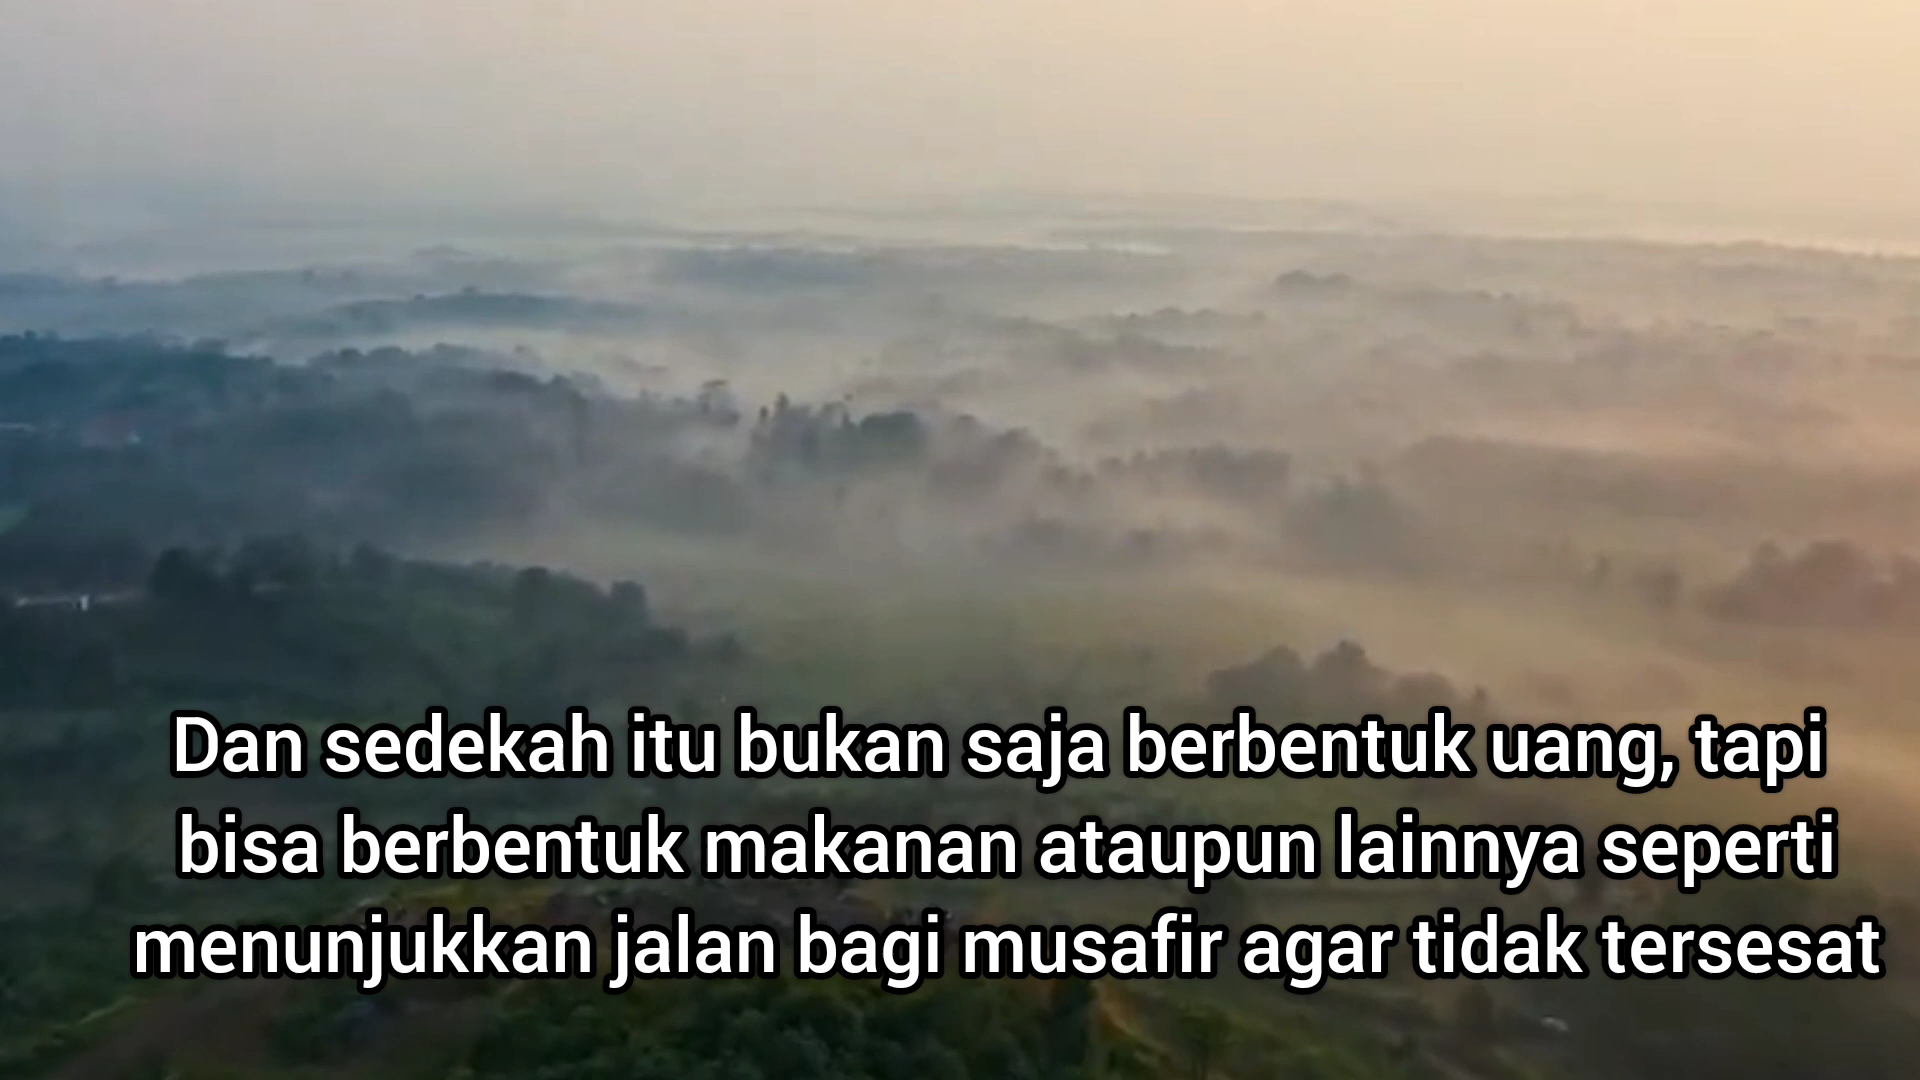 Dan sedekah itu bukan saja berbentuk uang, tapi
bisa berbentuk makanan ataupun lainnya seperti
menunjukkan jalan bagi musafir agar tidak tersesat